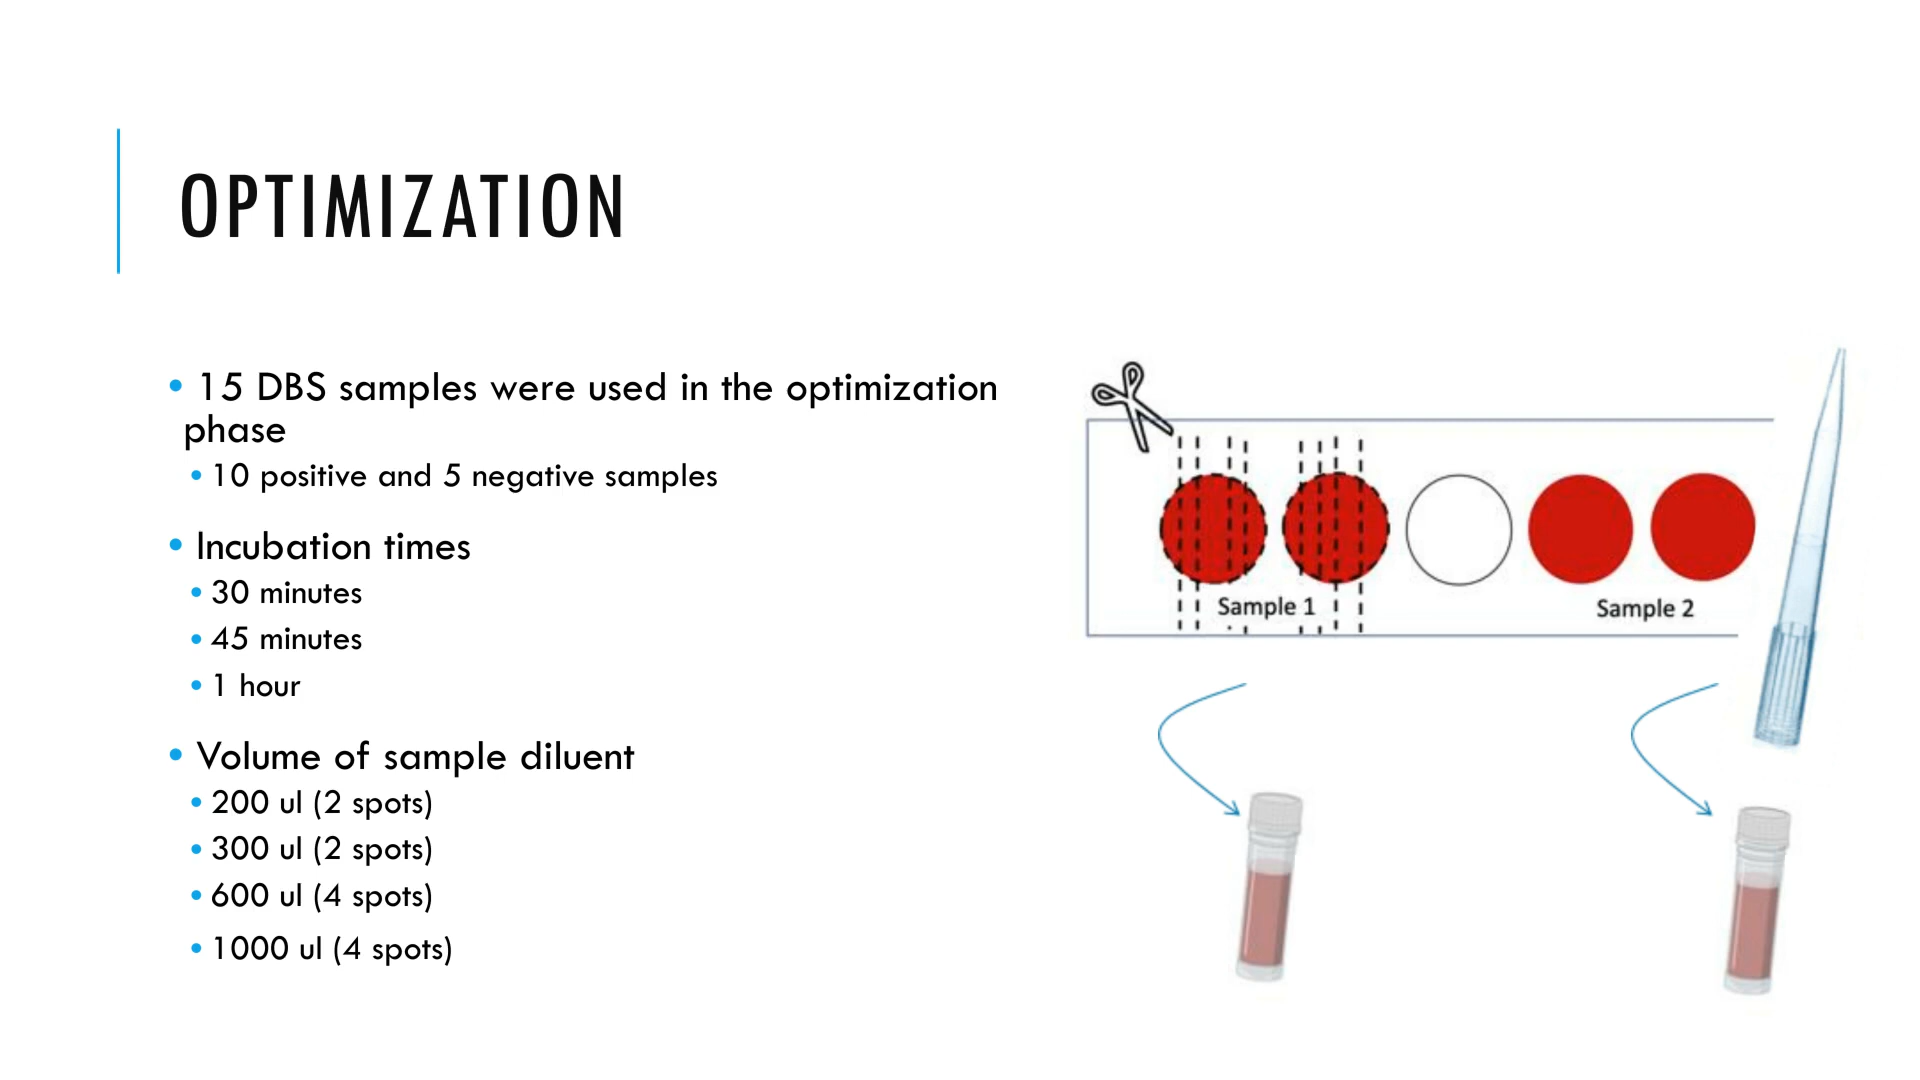 OPTIMIZATION
• 15 DBS samples were used in the optimization
phase
• 10 positive and 5 negative samples
• Incubation times
• 30 minutes
• 45 minutes
• 1 hour
• Volume of sample diluent
• 200 ul (2 spots)
• 300 ul (2 spots)
• 600 ul (4 spots)
• 1000 ul (4 spots)
Sample 1
Sample 2